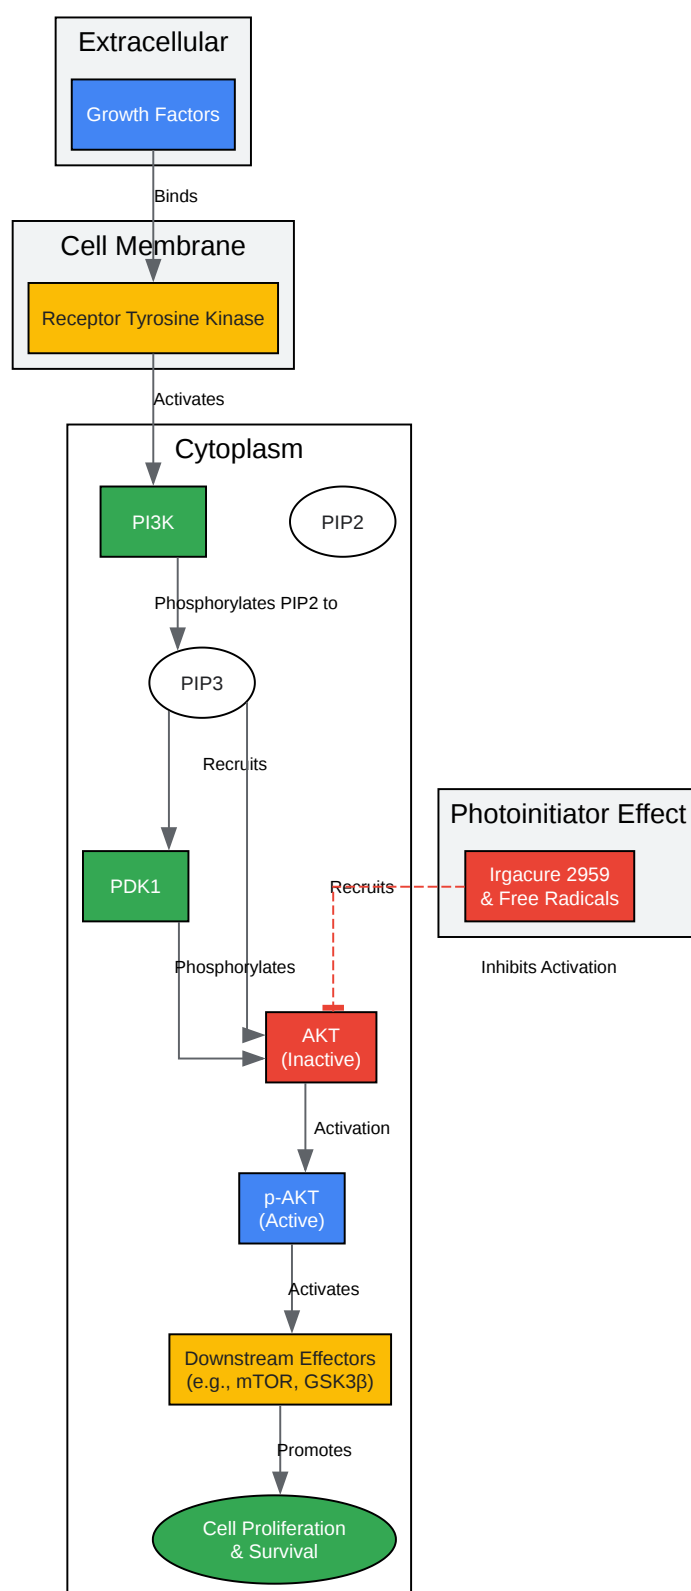 Extracellular
Growth Factors
Binds
Cell Membrane
Receptor Tyrosine Kinase
Activates
Cytoplasm
PI3K
PIP2
Phosphorylates PIP2 to
PIP3
Recruits
Photoinitiator Effect
Irgacure 2959
& Free Radicals
PDK1
Recruits
Phosphorylates
Inhibits Activation
AKT
(Inactive)
Activation
p-AKT
(Active)
Activates
Downstream Effectors
(e.g., mTOR, GSK3β)
Promotes
Cell Proliferation
& Survival